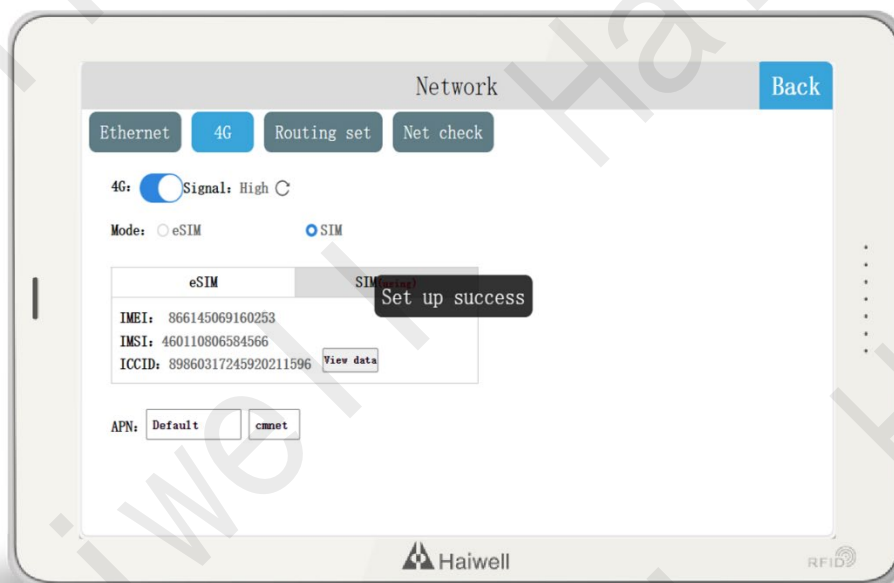 Network
Back
Ethernet
4G
Routing set
Net check
4G:
Signal: High
Mode:
eSIM
SIM
eSIM
SIM(using)
Set up success
IMEI: 866145069160253
IMSI: 460110806584566
ICCID: 89860317245920211596
View data
APN:
Default
cmnet
Haiwell
RFID